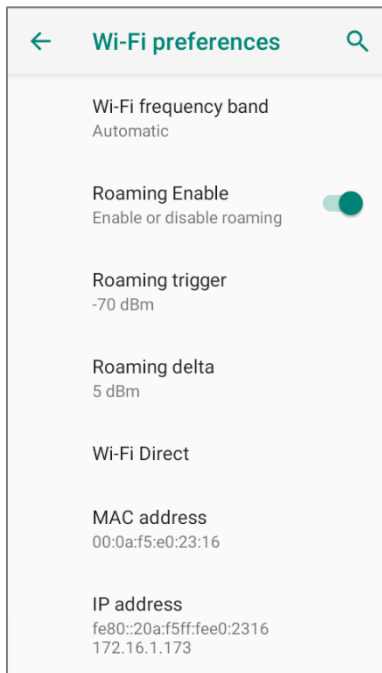 Wi-Fi preferences
Wi-Fi frequency band
Automatic
Roaming Enable
Enable or disable roaming
Roaming trigger
-70 dBm
Roaming delta
5 dBm
Wi-Fi Direct
MAC address
00:0a:f5:e0:23:16
IP address
fe80::20a:f5ff:fee0:2316
172.16.1.173